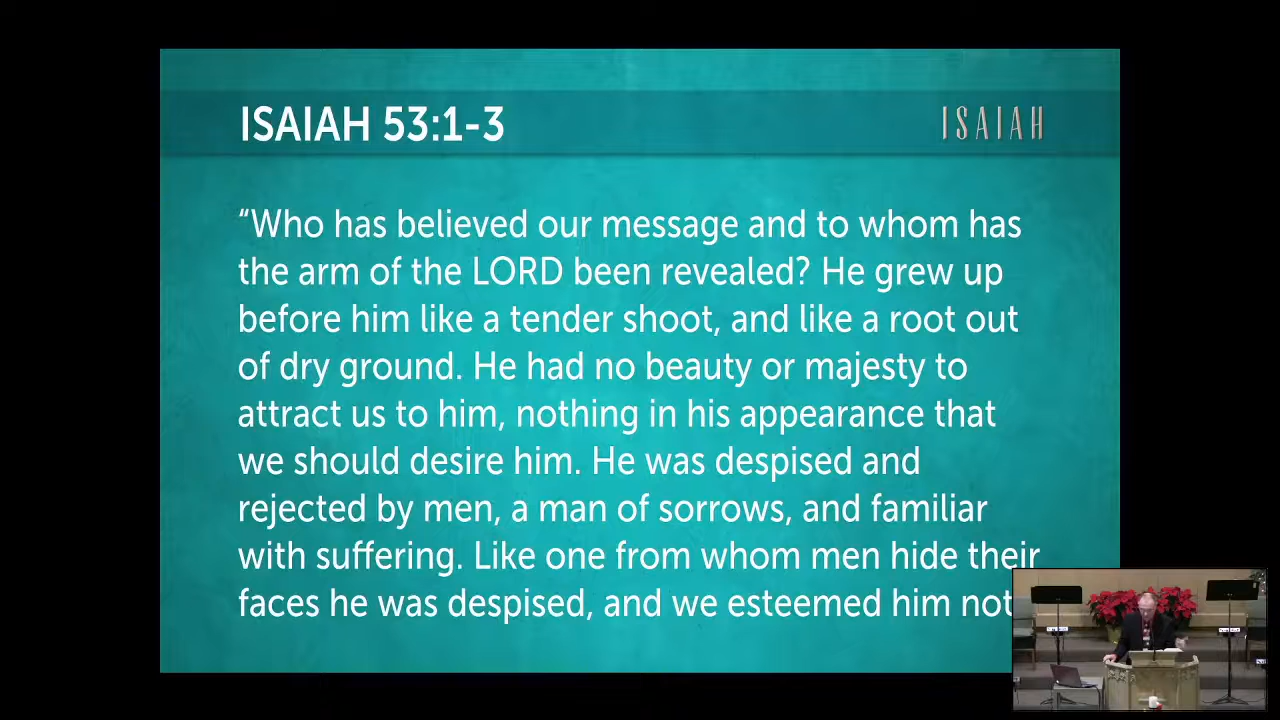 ISAIAH 53:1-3
ISAIAH
“Who has believed our message and to whom has
the arm of the LORD been revealed? He grew up
before him like a tender shoot, and like a root out
of dry ground. He had no beauty or majesty to
attract us to him, nothing in his appearance that
we should desire him. He was despised and
rejected by men, a man of sorrows, and familiar
with suffering. Like one from whom men hide their
faces he was despised, and we esteemed him not